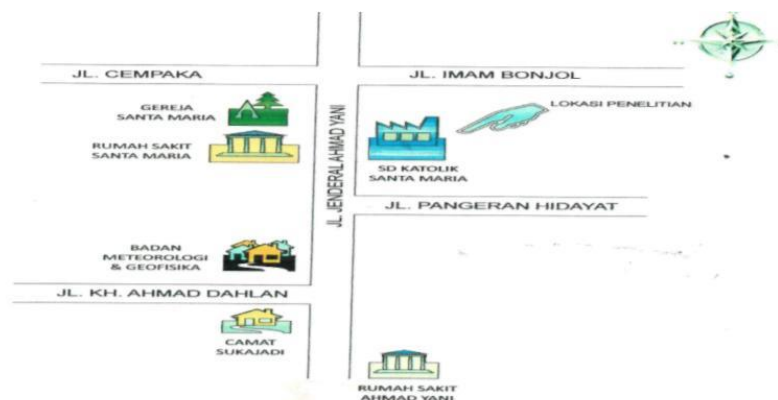 JL. CEMPAKA
JL. IMAM BONJOL
GEREJA
SANTA MARIA
LOKASI PENELITIAN
RUMAH SAKIT
SANTA MARIA
JL JENDERAL AHMAD YANI
SD KATOLIK
SANTA MARIA
JL. PANGERAN HIDAYAT
BADAN
METEOROLOGI
& GEOFISIKA
JL. KH. AHMAD DAHLAN
CAMAT
SUKAJADI
RUMAH SAKIT
AHMAD YANI